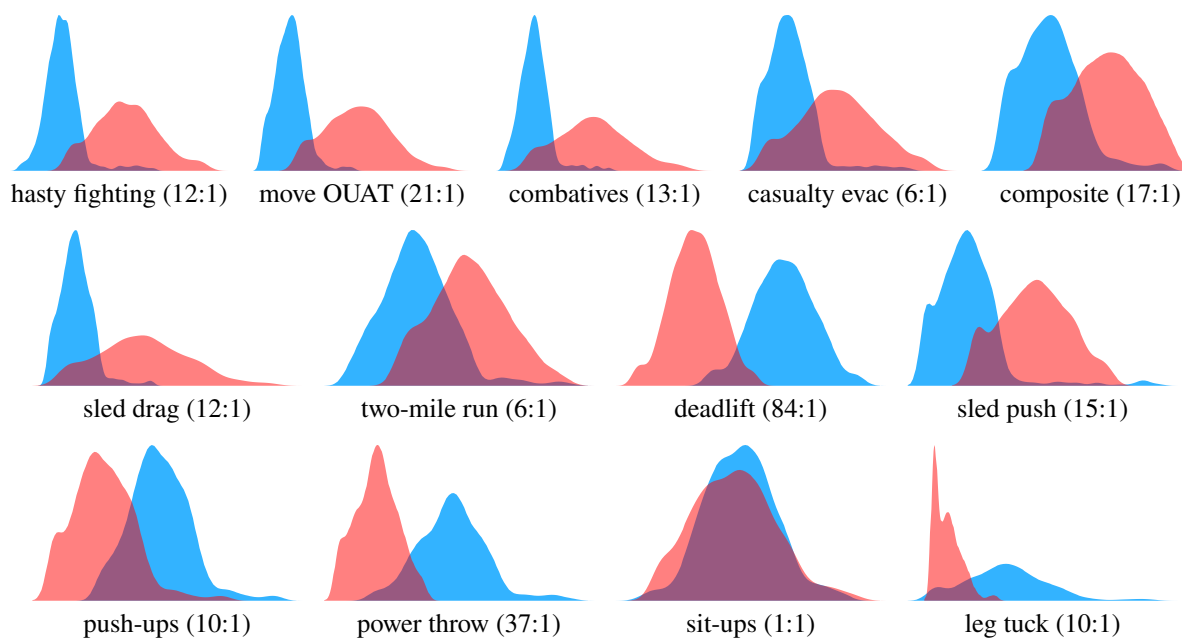 hasty fighting (12:1) move OUAT (21:1) combatives (13:1) casualty evac (6:1) composite (17:1)
sled drag (12:1) two-mile run (6:1) deadlift (84:1) sled push (15:1)
push-ups (10:1) power throw (37:1) sit-ups (1:1) leg tuck (10:1)